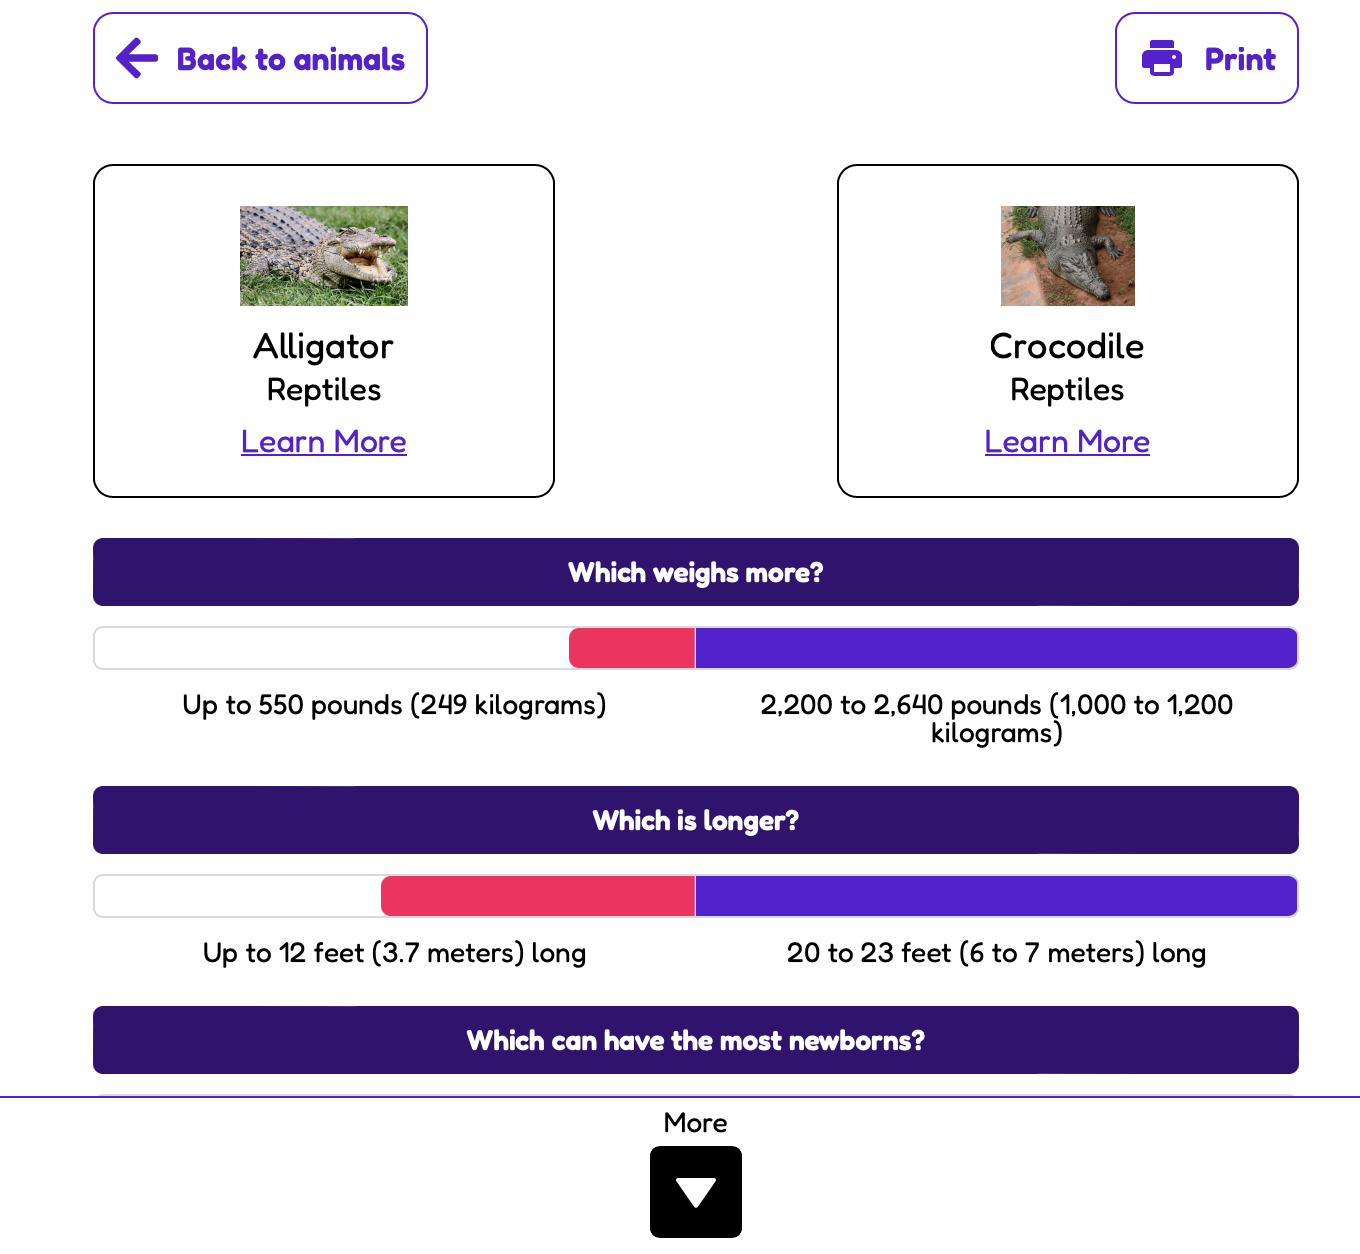 Back to animals
Print
Alligator
Reptiles
Learn More
Crocodile
Reptiles
Learn More
Which weighs more?
Up to 550 pounds (249 kilograms)
2,200 to 2,640 pounds (1,000 to 1,200
kilograms)
Which is longer?
Up to 12 feet (3.7 meters) long
20 to 23 feet (6 to 7 meters) long
Which can have the most newborns?
More